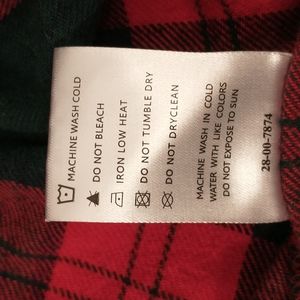 MACHINE WASH COLD
DO NOT BLEACH
IRON LOW HEAT
DO NOT TUMBLE DRY
DO NOT DRYCLEAN
MACHINE WASH IN COLD
WATER WITH LIKE COLORS
DO NOT EXPOSE TO SUN
28-00-7874